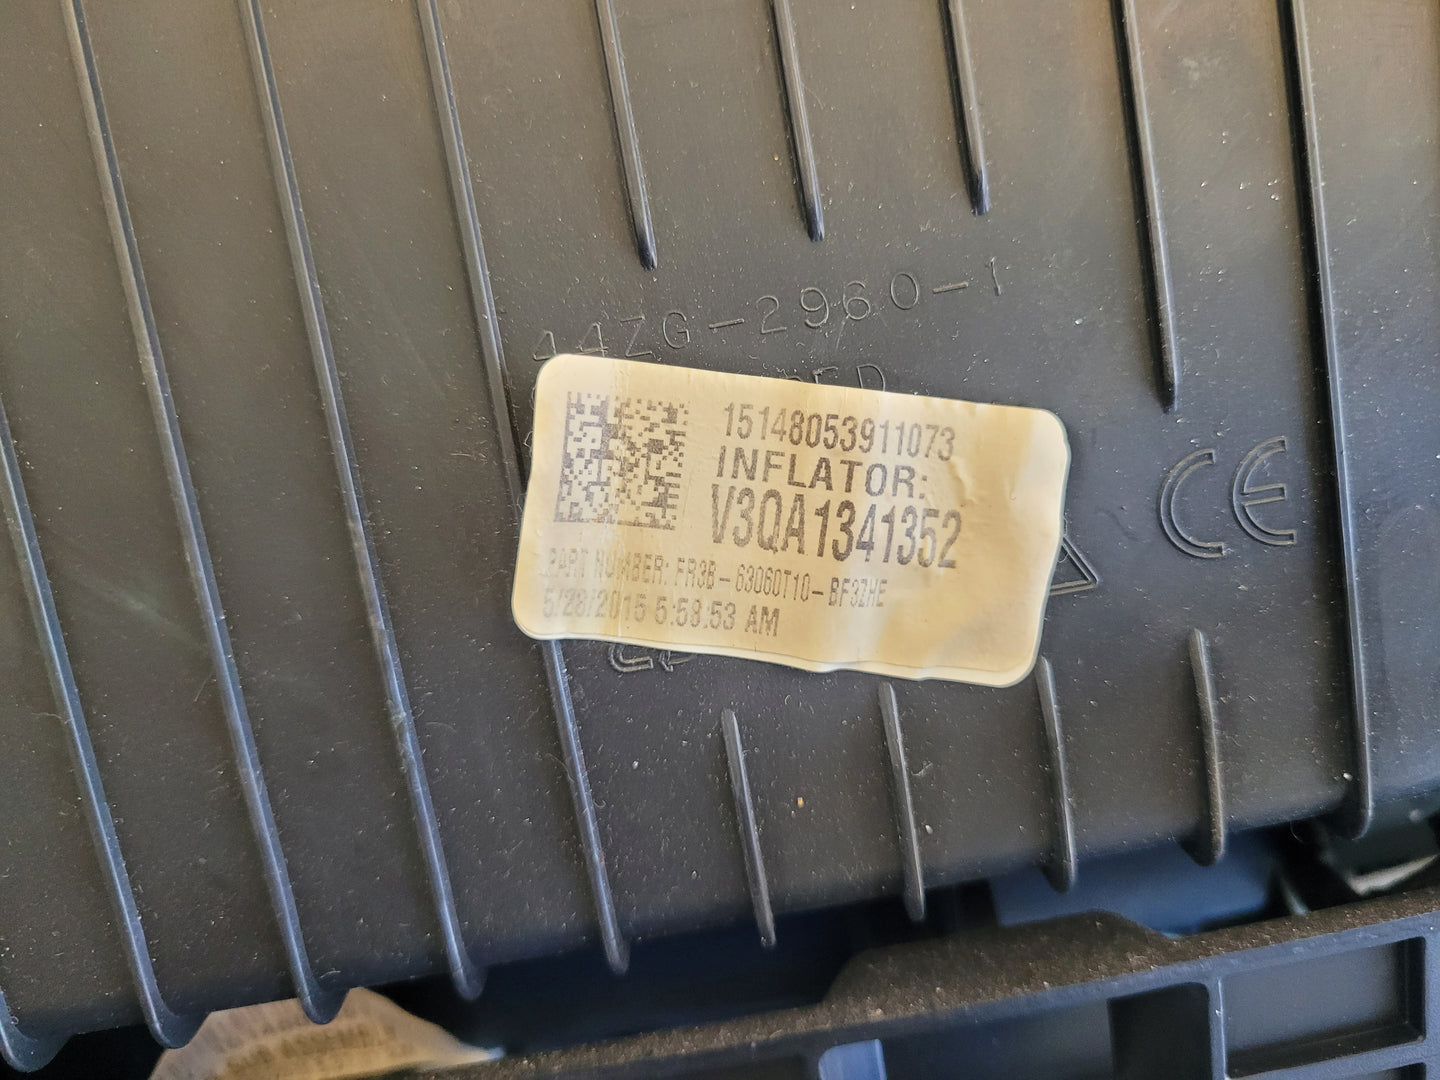 44ZG-2960-1
15148053911073
INFLATOR:
V3QA1341352
PART NUMBER: FR3B-63060T10-BF3ZHE
5/28/2015 5:58:53 AM
CE